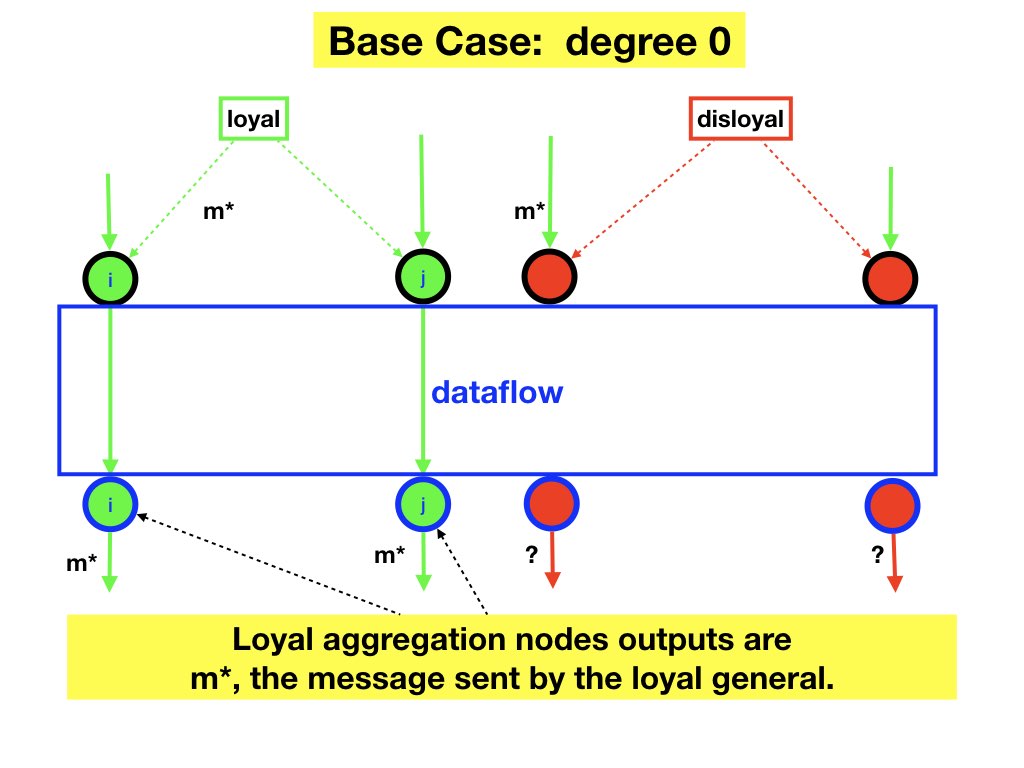 Base Case:  degree 0
loyal
disloyal
m*
m*
i
j
dataflow
i
j
m*
m*
?
?
Loyal aggregation nodes outputs are
m*, the message sent by the loyal general.